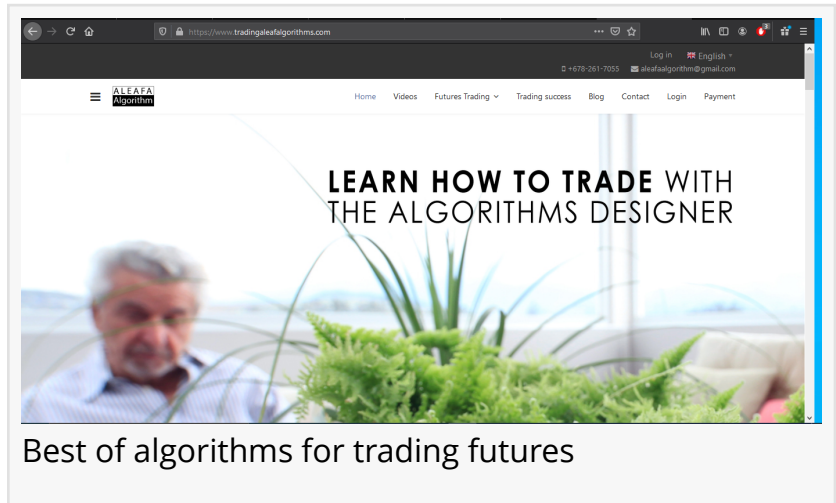 https://www.tradingaleafalgorithms.com
Log in English
+678-261-7055 aleafaalgorithm@gmail.com
ALEAFA
Algorithm
Home Videos Futures Trading Trading success Blog Contact Login Payment
LEARN HOW TO TRADE WITH
THE ALGORITHMS DESIGNER
Best of algorithms for trading futures